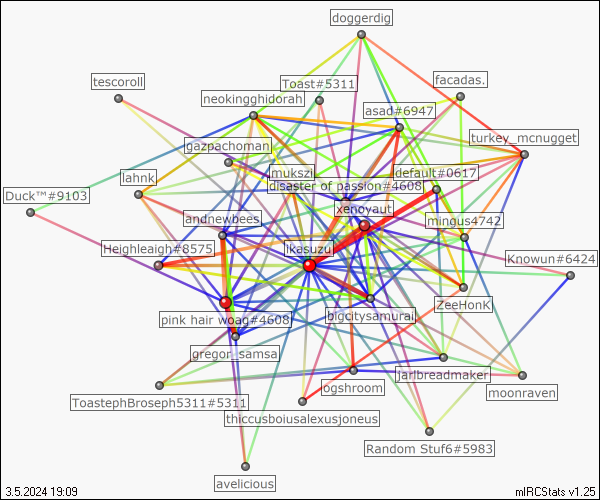 doggerdig
tescoroll
Toast#5311
facadas.
neokingghidorah
asad#6947
turkey_mcnugget
gazpachoman
mukszi
default#0617
lahnk
disaster of passion#4608
Duck™#9103
xenoyaut
andnewbees
mingus4742
Heighleaigh#8575
ikasuzu
Knowun#6424
ZeeHonK
pink hair woag#4608
bigcitysamurai
gregor_samsa
jarlbreadmaker
ogshroom
moonraven
ToastephBroseph5311#5311
thiccusboiusalexusjoneus
Random Stuf6#5983
avelicious
3.5.2024 19:09
mIRCStats v1.25